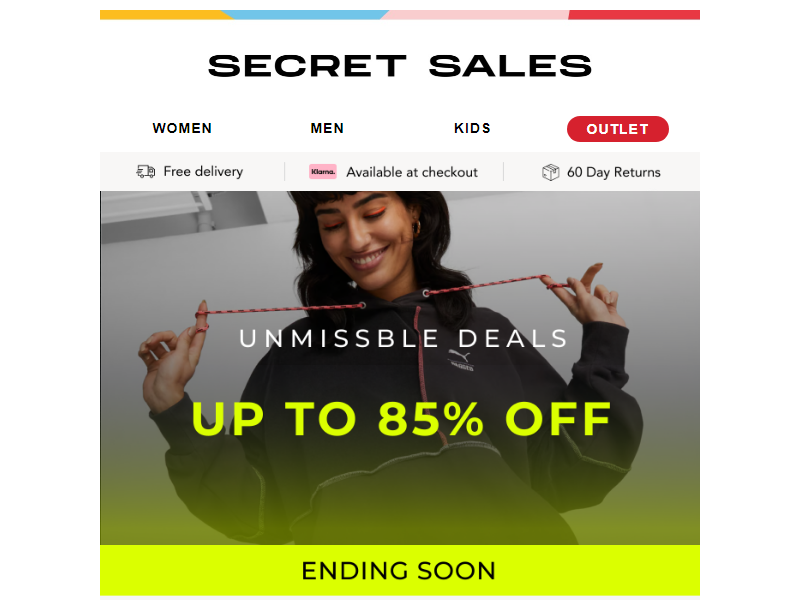 SECRET SALES
WOMEN MEN KIDS OUTLET
Free delivery Klarna. Available at checkout 60 Day Returns
UNMISSBLE DEALS
UP TO 85% OFF
ENDING SOON